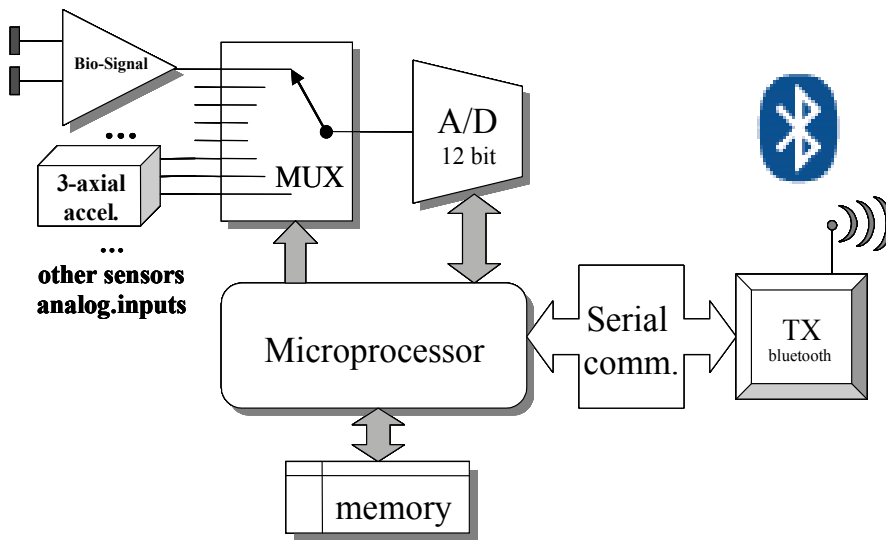 Bio-Signal
...
3-axial
accel.
...
other sensors
analog.inputs
MUX
A/D
12 bit
Microprocessor
Serial
comm.
TX
bluetooth
memory